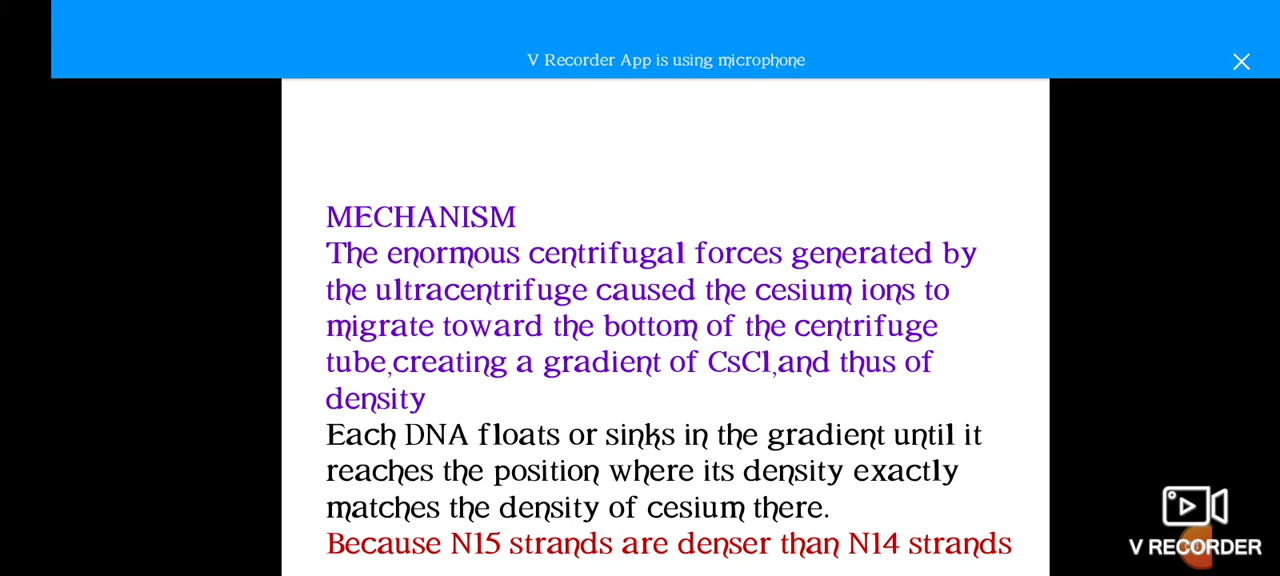 V Recorder App is using microphone
MECHANISM
The enormous centrifugal forces generated by
the ultracentrifuge caused the cesium ions to
migrate toward the bottom of the centrifuge
tube,creating a gradient of CsCl,and thus of
density
Each DNA floats or sinks in the gradient until it
reaches the position where its density exactly
matches the density of cesium there.
Because N15 strands are denser than N14 strands
V RECORDER